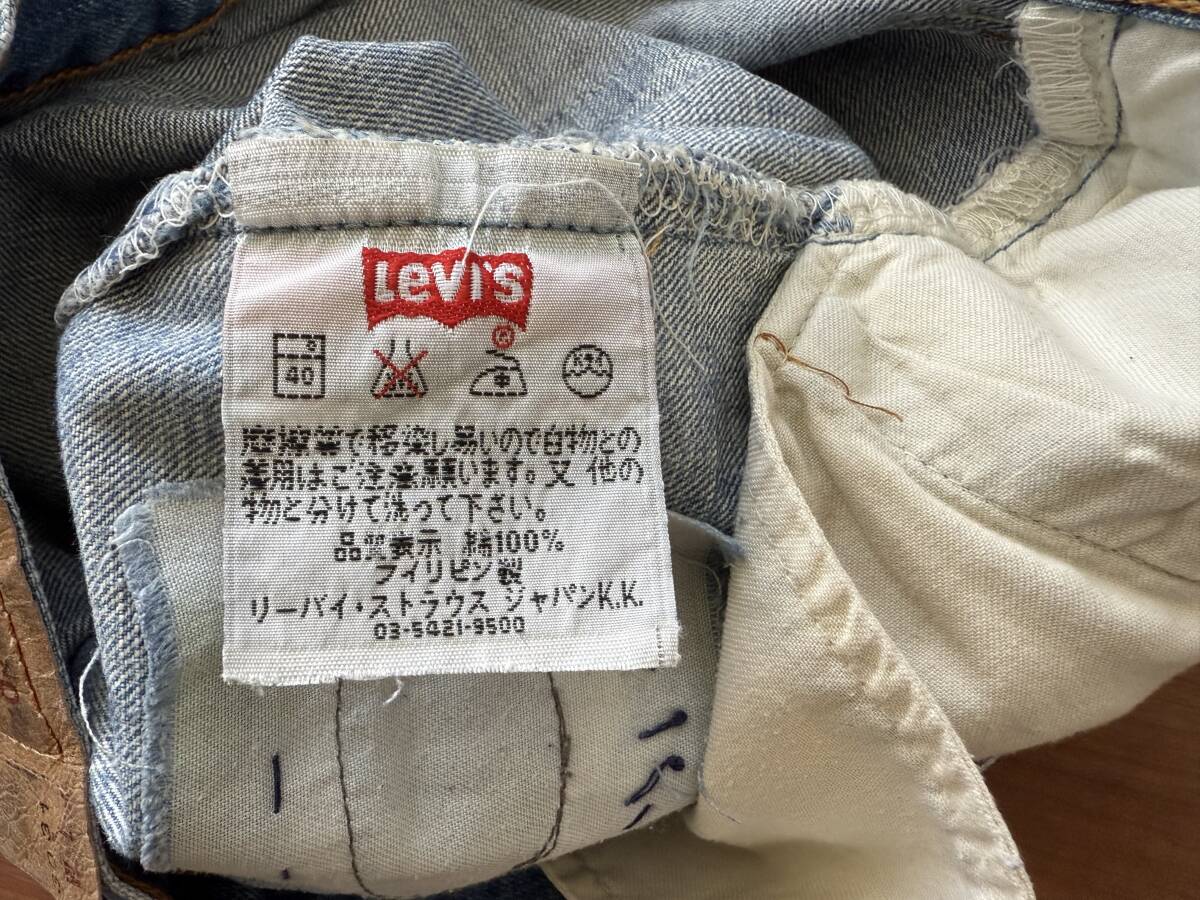 LEVI'S
®
40 中
摩擦等で移染し易いので白物との
着用はご注意願います。又 他の
物と分けて洗って下さい。
品質表示 綿100%
フィリピン製
リーバイ・ストラウス ジャパンK.K.
03-5421-9500